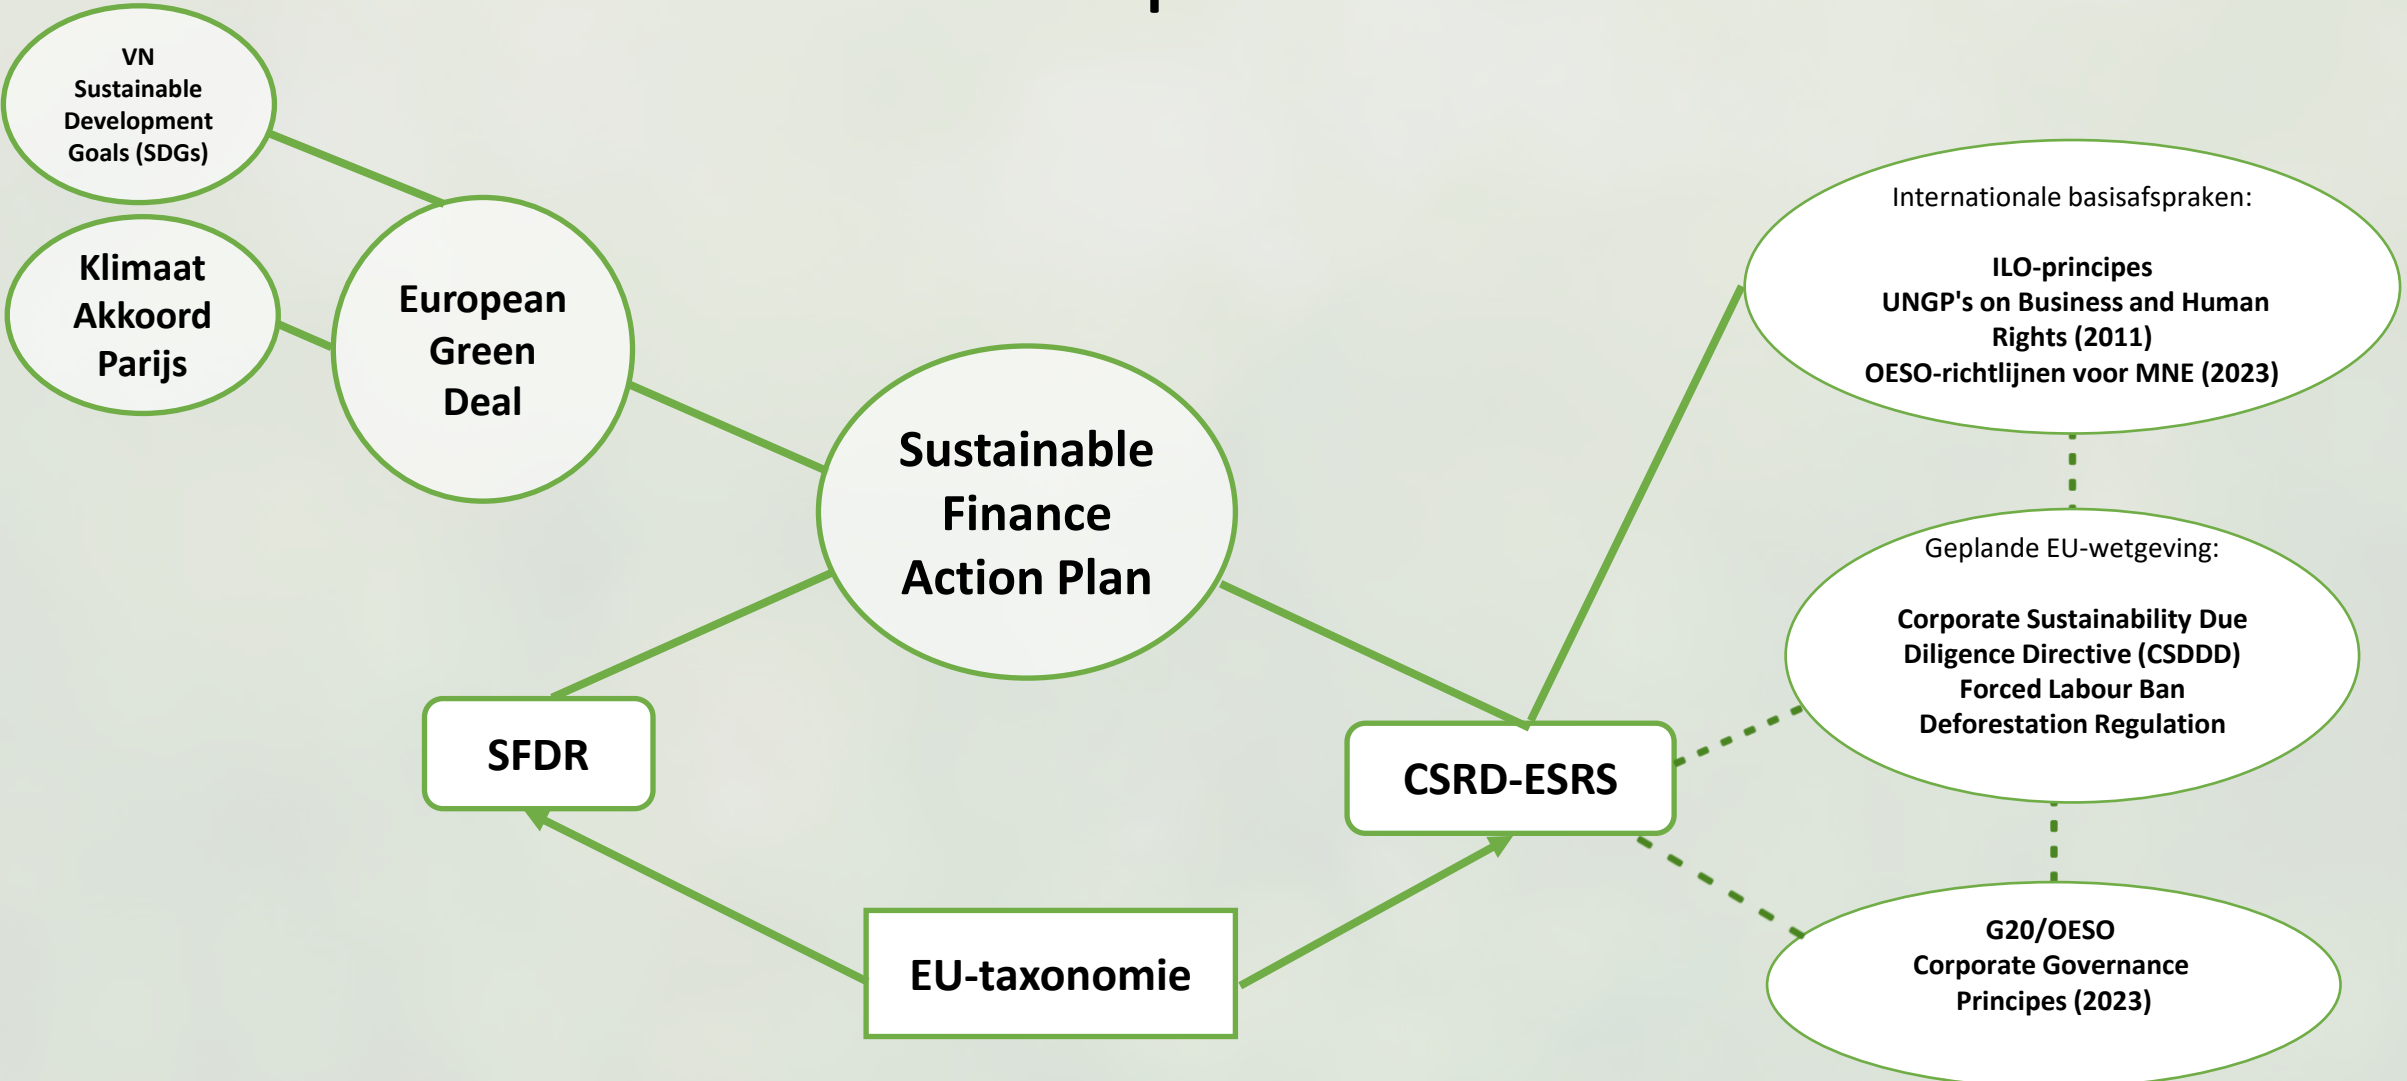 VN
Sustainable
Development
Goals (SDGs)
Klimaat
Akkoord
Parijs
European
Green
Deal
Sustainable
Finance
Action Plan
SFDR
EU-taxonomie
CSRD-ESRS
Internationale basisafspraken:
ILO-principes
UNGP's on Business and Human
Rights (2011)
OESO-richtlijnen voor MNE (2023)
Geplande EU-wetgeving:
Corporate Sustainability Due
Diligence Directive (CSDDD)
Forced Labour Ban
Deforestation Regulation
G20/OESO
Corporate Governance
Principes (2023)